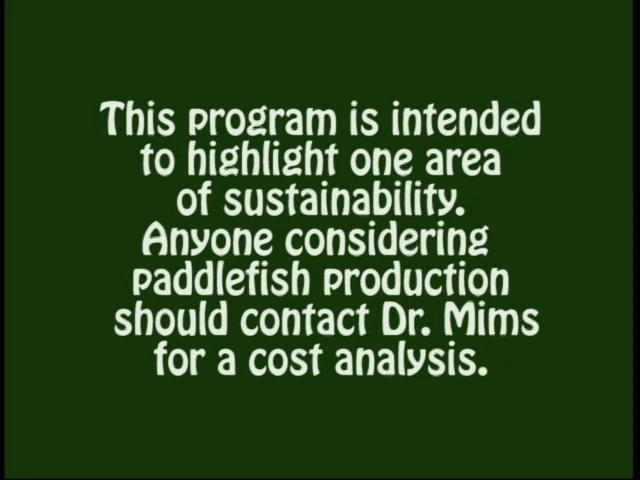 This program is intended
to highlight one area
of sustainability.
Anyone considering
paddlefish production
should contact Dr. Mims
for a cost analysis.